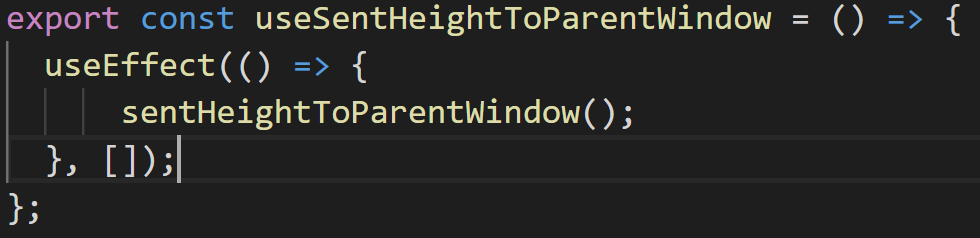 export const useSentHeightToParentWindow = () => {
  useEffect(() => {
      sentHeightToParentWindow();
  }, []);
};